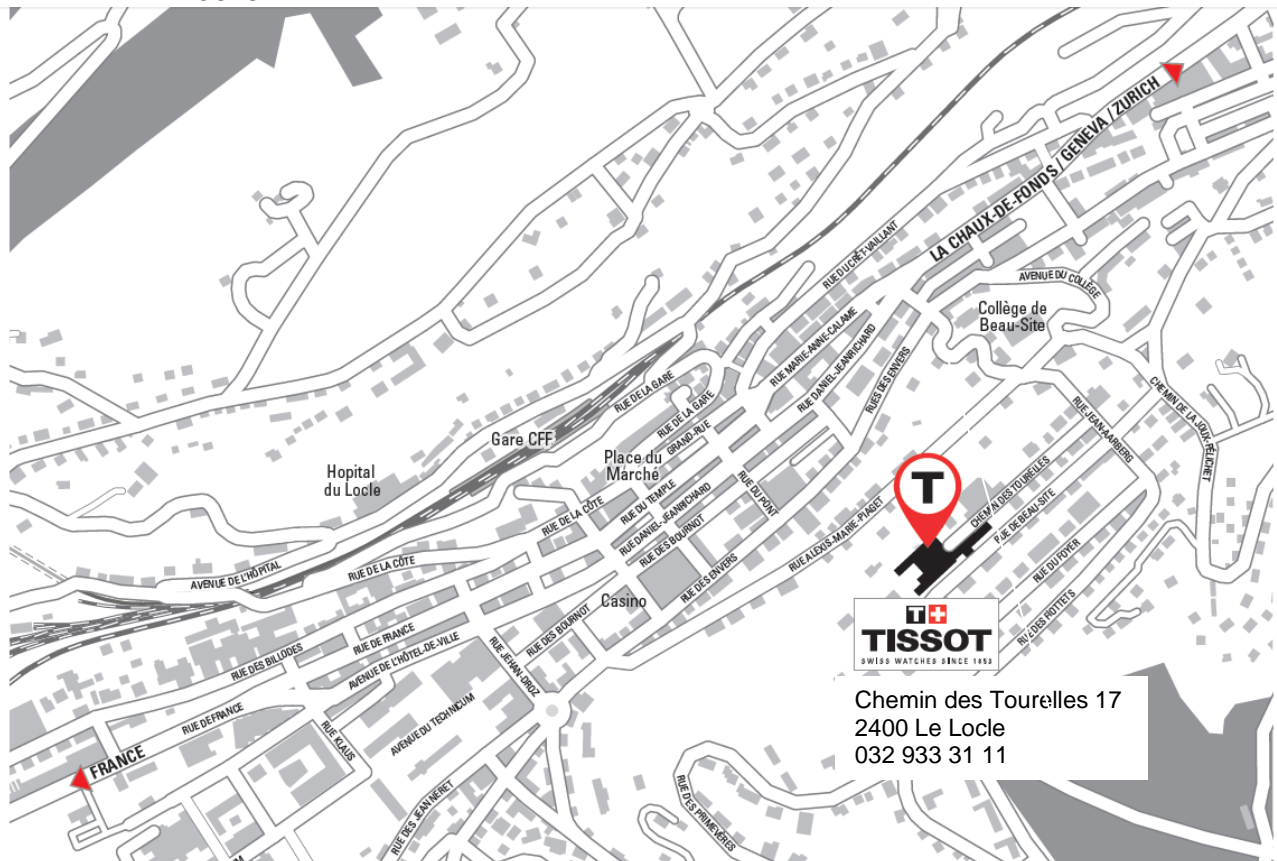 LA CHAUX-DE-FONDS / GENEVA / ZURICH
RUE DU CRÊT-VAILLANT
AVENUE DU COLLÈGE
Collège de
Beau-Site
RUE MARIE-ANNE-CALAME
RUE DANIEL-JEANRICHARD
RUES DES ENVERS
RUE DE LA GARE
RUE DE LA GARE
GRAND-RUE
CHEMIN DE LA JOUX-PÉLICHET
RUE JEAN-AARBERG
Gare CFF
Place du
Marché
Hopital
du Locle
RUE DU TEMPLE
RUE DU PONT
RUE DE LA CÔTE
RUE DANIEL-JEANRICHARD
RUE DES BOURNOT
RUE ALEXIS-MARIE-PIAGET
T
CHEMIN DES TOURELLES
RUE DE BEAU-SITE
RUE DU FOYER
RUE DES FIOTTETS
AVENUE DE L'HÔPITAL
RUE DE LA CÔTE
RUE DES ENVERS
Casino
RUE DES BOURNOT
RUE JEHAN-DROZ
RUE DES BILLODES
RUE DE FRANCE
AVENUE DE L'HÔTEL-DE-VILLE
T+
TISSOT
SWISS WATCHES SINCE 1853
Chemin des Tourelles 17
2400 Le Locle
032 933 31 11
RUE DE FRANCE
RUE KLAUS
AVENUE DU TECHNICUM
FRANCE
RUE DES JEAN NÉRET
RUE DES PRIMEVÈRES